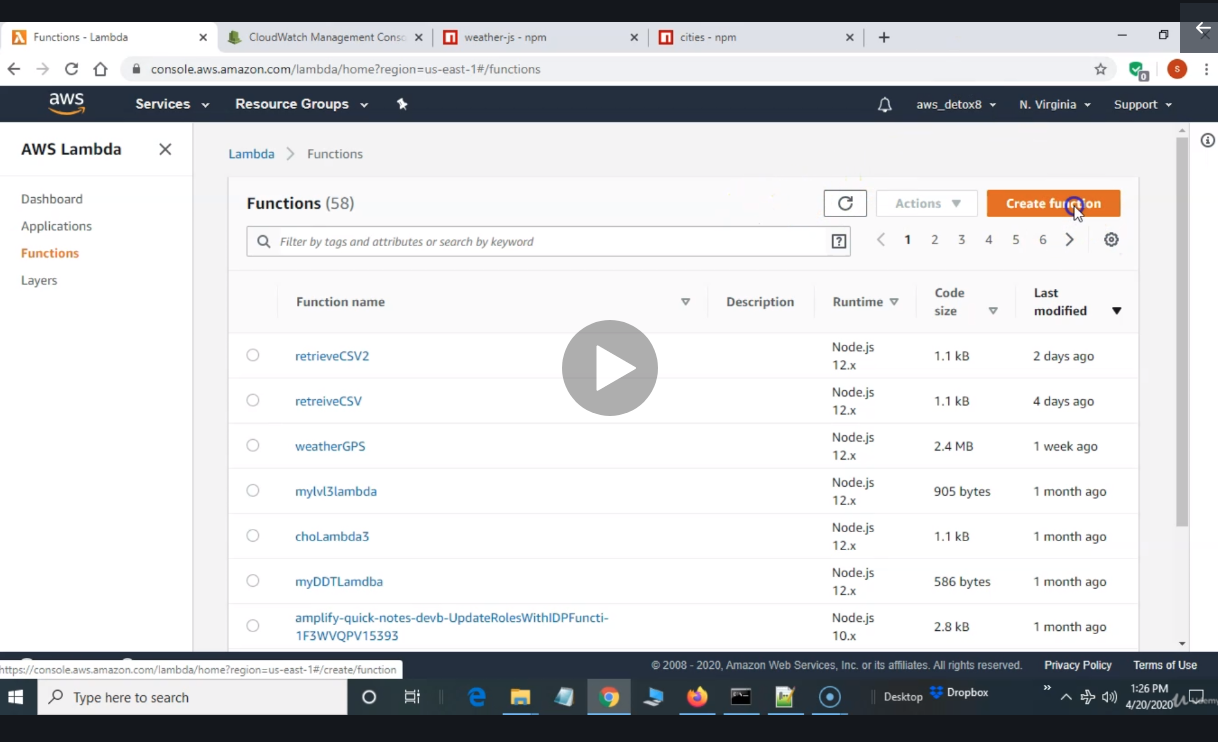 Functions - Lambda
CloudWatch Management Conso
weather-js - npm
cities - npm
console.aws.amazon.com/lambda/home?region=us-east-1#/functions
0
S
aws
Services
Resource Groups
aws_detox8
N. Virginia
Support
AWS Lambda
Lambda
Functions
Dashboard
Applications
Functions
Layers
Functions (58)
Actions
Create function
Filter by tags and attributes or search by keyword
?
1 2 3 4 5 6
Function name
Description
Runtime
Code size
Last modified
retrieveCSV2 Node.js 12.x 1.1 kB 2 days ago
retreiveCSV Node.js 12.x 1.1 kB 4 days ago
weatherGPS Node.js 12.x 2.4 MB 1 week ago
mylvl3lambda Node.js 12.x 905 bytes 1 month ago
choLambda3 Node.js 12.x 1.1 kB 1 month ago
myDDTLamdba Node.js 12.x 586 bytes 1 month ago
amplify-quick-notes-devb-UpdateRolesWithIDPFuncti-
1F3WVQPV15393 Node.js 10.x 2.8 kB 1 month ago
https://console.aws.amazon.com/lambda/home?region=us-east-1#/create/function
© 2008 - 2020, Amazon Web Services, Inc. or its affiliates. All rights reserved.
Privacy Policy
Terms of Use
Type here to search
Desktop
Dropbox
1:26 PM
4/20/2020
Udemy